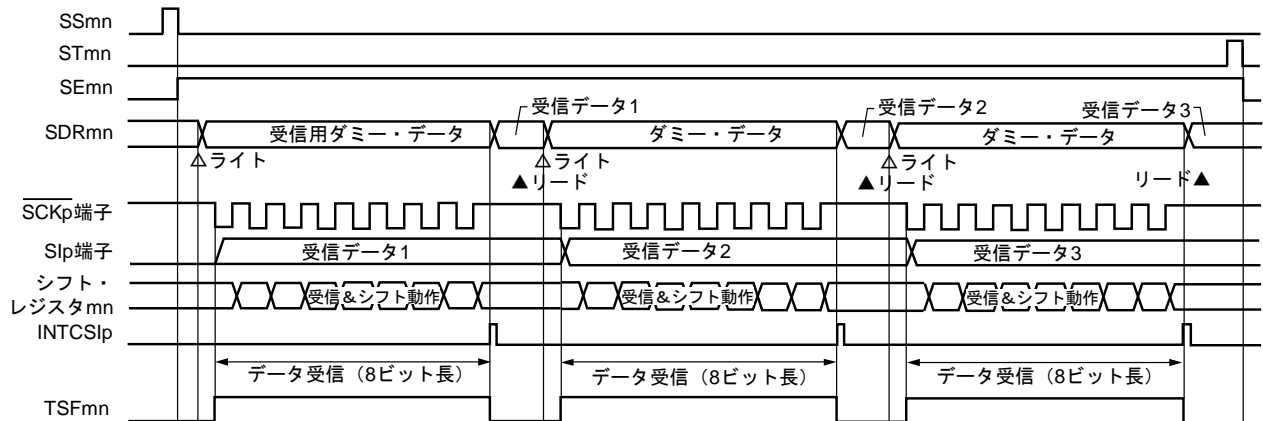 SSmn
STmn
SEmn
受信データ1
受信データ2
受信データ3
SDRmn
受信用ダミー・データ
ダミー・データ
ダミー・データ
△ライト
△ライト
△ライト
▲リード
▲リード
リード▲
SCKp端子
SIp端子
受信データ1
受信データ2
受信データ3
シフト・
レジスタmn
受信&シフト動作
受信&シフト動作
受信&シフト動作
INTCSIp
データ受信（8ビット長）
データ受信（8ビット長）
データ受信（8ビット長）
TSFmn